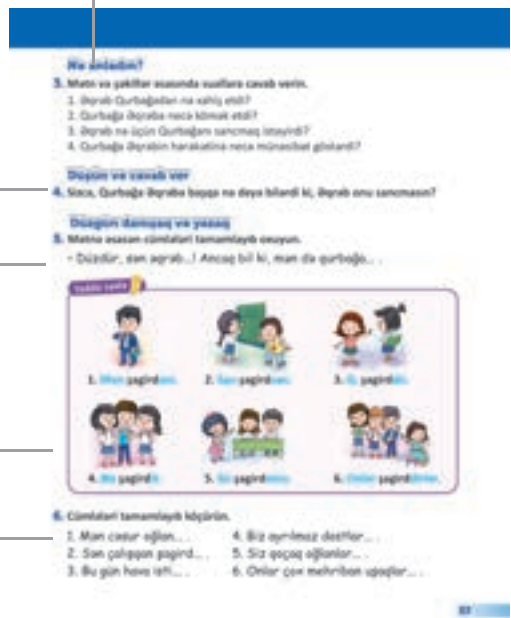 Nə anladım?
3. Mətn və şəkillər əsasında suallara cavab verin.
1. Əqrəb Qurbağadan nə xahiş etdi?
2. Qurbağa Əqrəbə necə kömək etdi?
3. Əqrəb nə üçün Qurbağanı sancmaq istəyirdi?
4. Qurbağa Əqrəbin hərəkətinə necə münasibət göstərdi?
Düşün və cavab ver
4. Sizcə, Qurbağa Əqrəbə başqa nə deyə bilərdi ki, Əqrəb onu sancmasın?
Düzgün danışaq və yazaq
5. Mətnə əsasən cümlələri tamamlayıb oxuyun.
– Düzdür, sən əqrəb...! Ancaq bil ki, mən də qurbağa... .
Yadda saxla
1. Mən şagirdəm.
2. Sən şagirdsən.
3. O, şagirddir.
4. Biz şagirdik.
5. Siz şagirdsiniz.
6. Onlar şagirddirlər.
6. Cümlələri tamamlayıb köçürün.
1. Mən cəsur oğlan... .
2. Sən çalışqan şagird... .
3. Bu gün hava isti... .
4. Biz ayrılmaz dostlar... .
5. Siz qoçaq oğlanlar... .
6. Onlar çox mehriban uşaqlar... .